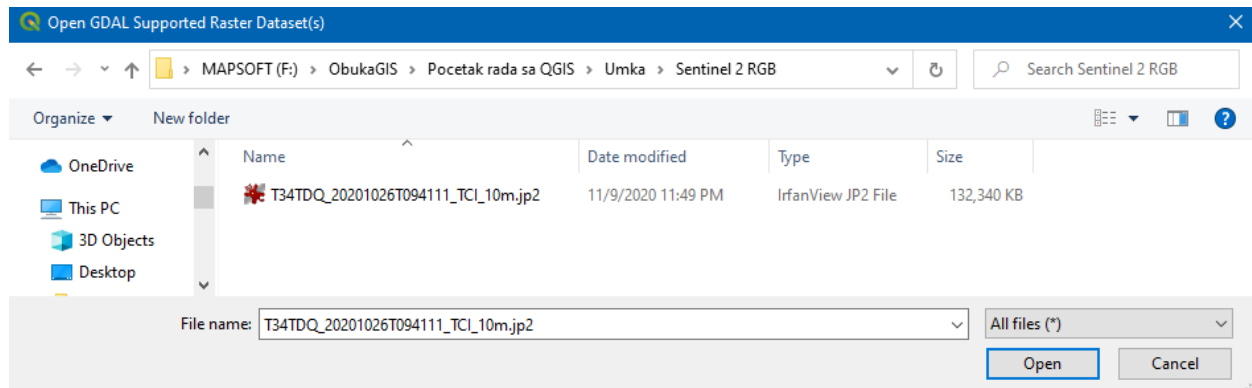 Open GDAL Supported Raster Dataset(s)
MAPSOFT (F:) › ObukaGIS › Pocetak rada sa QGIS › Umka › Sentinel 2 RGB
Search Sentinel 2 RGB
Organize New folder
Name Date modified Type Size
OneDrive
T34TDQ_20201026T094111_TCI_10m.jp2 11/9/2020 11:49 PM IrfanView JP2 File 132,340 KB
This PC
3D Objects
Desktop
File name: T34TDQ_20201026T094111_TCI_10m.jp2 All files (*)
Open Cancel